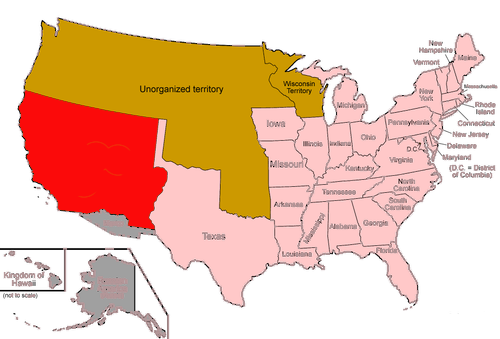 New
Hampshire
Vermont
Maine
Massachusetts
Unorganized territory
Wisconsin
Territory
Michigan
New
York
Rhode
Island
Connecticut
Iowa
Pennsylvania
New Jersey
Illinois
Indiana
Ohio
D.C.
Delaware
Maryland
(D.C. = District
of Columbia)
Missouri
Kentucky
Virginia
Tennessee
North
Carolina
South
Carolina
Arkansas
Mississippi
Alabama
Georgia
Texas
Louisiana
Florida
Kingdom of
Hawaii
(not to scale)